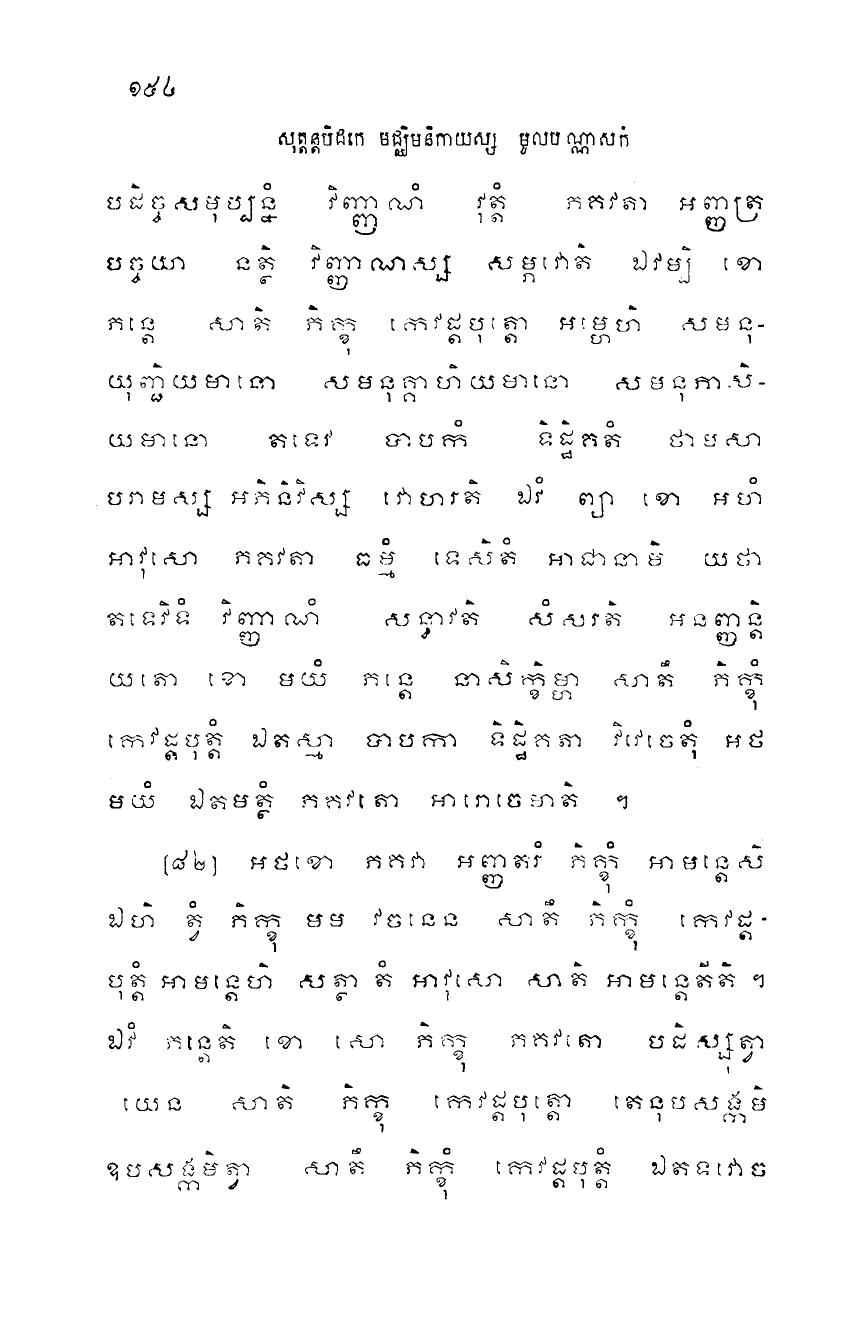 ១៥៤
សុត្តន្តបិដកេ មជ្ឈិមនិកាយស្ស មូលបណ្ណាសកំ
បដិច្ចសមុប្បន្នំ វិញ្ញាណំ វុត្តំ ភគវតា អញ្ញត្រ
បច្ចយា នត្ថិ វិញ្ញាណស្ស សម្ភវោតិ ឯវម្បិ ខោ
ភន្តេ សាតិ ភិក្ខុ កេវដ្តបុត្តោ អម្ហេហិ សមនុ-
យុញ្ជិយមានោ សមនុគ្គាហិយមានោ សមនុភាសិ-
យមានោ តទេវ បាបកំ ទិដ្ឋិគតំ ថាមសា
បរាមស្ស អភិនិវិស្ស វោហរតិ ឯវំ ព្យា ខោ អហំ
អាវុសោ ភគវតា ធម្មំ ទេសិតំ អាជានាមិ យថា
តទេវិទំ វិញ្ញាណំ សន្ធាវតិ សំសរតិ អនញ្ញន្តិ
យតោ ខោ មយំ ភន្តេ នាសិក្ខិម្ហា សាតឹ ភិក្ខុំ
កេវដ្តបុត្តំ ឯតស្មា បាបកា ទិដ្ឋិគតា វិវេចេតុំ អថ
មយំ ឯតមត្ថំ ភគវតោ អារោចេមាតិ ។
[៨២] អថខោ ភគវា អញ្ញតរំ ភិក្ខុំ អាមន្តេសិ
ឯហិ ត្វំ ភិក្ខុ មម វចនេន សាតឹ ភិក្ខុំ កេវដ្ត-
បុត្តំ អាមន្តេហិ សត្ថា តំ អាវុសោ សាតិ អាមន្តេតីតិ ។
ឯវំ ភន្តេតិ ខោ សោ ភិក្ខុ ភគវតោ បដិស្សុត្វា
យេន សាតិ ភិក្ខុ កេវដ្តបុត្តោ តេនុបសង្កមិ
ឧបសង្កមិត្វា សាតឹ ភិក្ខុំ កេវដ្តបុត្តំ ឯតទវោច